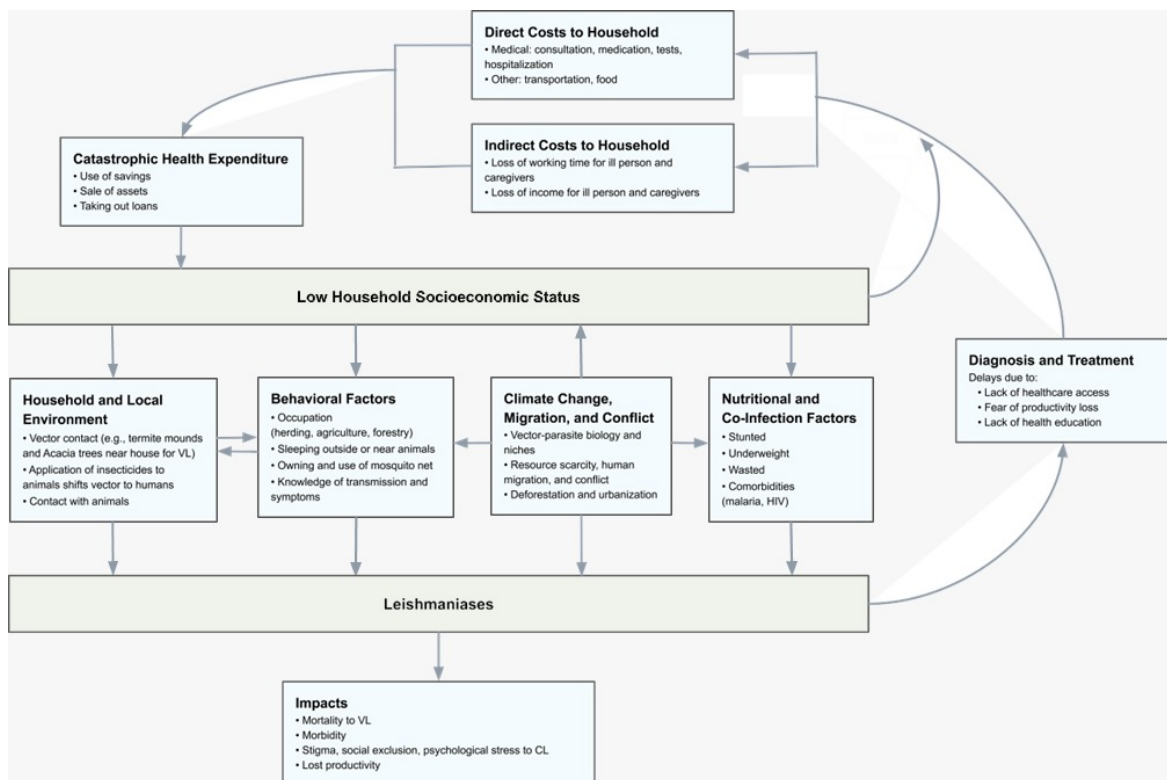 Direct Costs to Household
• Medical: consultation, medication, tests,
hospitalization
• Other: transportation, food
Indirect Costs to Household
• Loss of working time for ill person and
caregivers
• Loss of income for ill person and caregivers
Catastrophic Health Expenditure
• Use of savings
• Sale of assets
• Taking out loans
Low Household Socioeconomic Status
Household and Local
Environment
• Vector contact (e.g., termite mounds
and Acacia trees near house for VL)
• Application of insecticides to
animals shifts vector to humans
• Contact with animals
Behavioral Factors
• Occupation
(herding, agriculture, forestry)
• Sleeping outside or near animals
• Owning and use of mosquito net
• Knowledge of transmission and
symptoms
Climate Change,
Migration, and Conflict
• Vector-parasite biology and
niches
• Resource scarcity, human
migration, and conflict
• Deforestation and urbanization
Nutritional and
Co-Infection Factors
• Stunted
• Underweight
• Wasted
• Comorbidities
(malaria, HIV)
Diagnosis and Treatment
Delays due to:
• Lack of healthcare access
• Fear of productivity loss
• Lack of health education
Leishmaniases
Impacts
• Mortality to VL
• Morbidity
• Stigma, social exclusion, psychological stress to CL
• Lost productivity